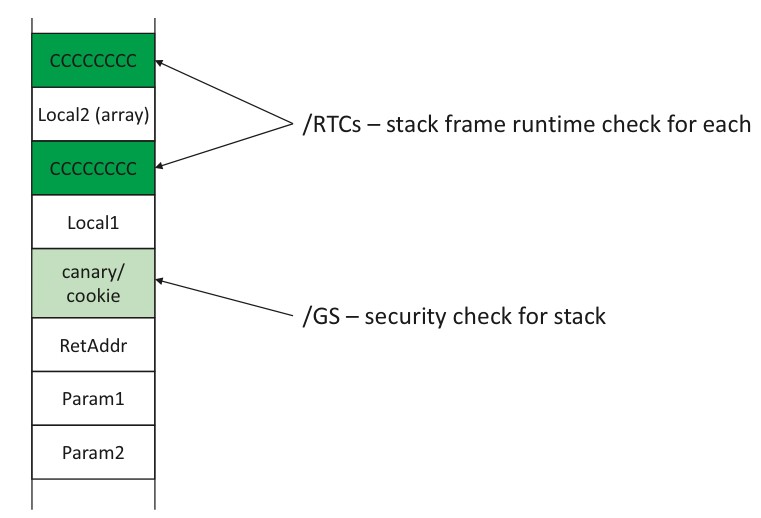 CCCCCCCC
Local2 (array)
/RTCs – stack frame runtime check for each
CCCCCCCC
Local1
canary/
cookie
/GS – security check for stack
RetAddr
Param1
Param2